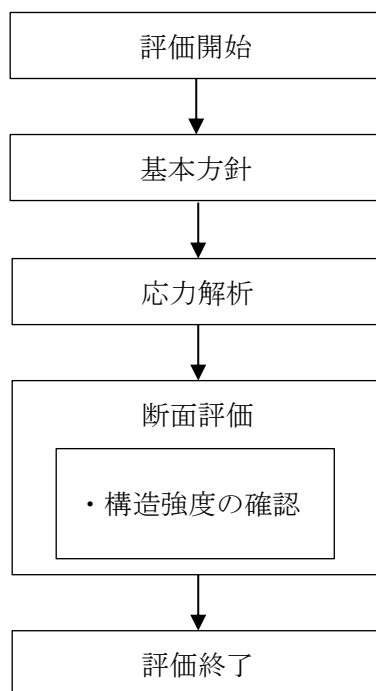 評価開始
基本方針
応力解析
断面評価
・構造強度の確認
評価終了